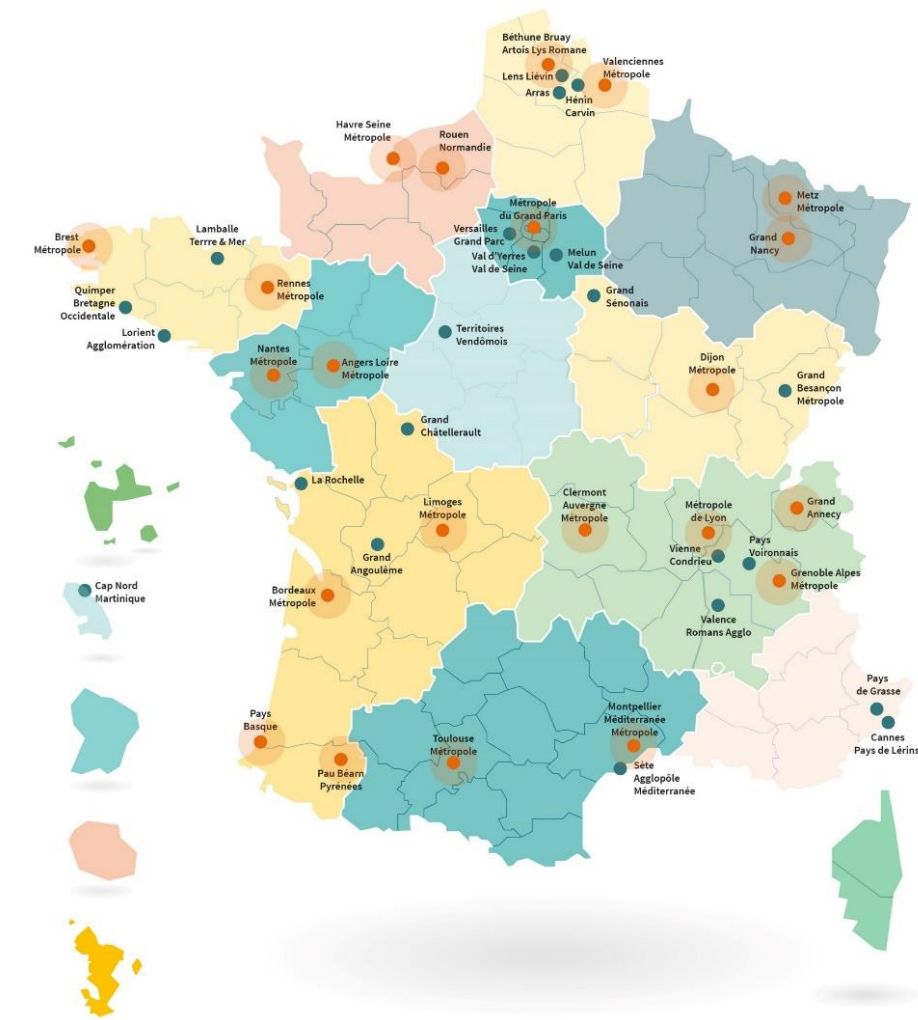 Béthune Bruay
Artois Lys Romane
Valenciennes
Métropole
Lens Liévin
Arras
Hénin
Carvin
Havre Seine
Métropole
Rouen
Normandie
Metz
Métropole
Grand
Nancy
Métropole
du Grand Paris
Versailles
Grand Parc
Val d'Yerres
Val de Seine
Melun
Val de Seine
Brest
Métropole
Lamballe
Terrre & Mer
Rennes
Métropole
Quimper
Bretagne
Occidentale
Lorient
Agglomération
Grand
Sénonais
Territoires
Vendômois
Nantes
Métropole
Angers Loire
Métropole
Dijon
Métropole
Grand
Besançon
Métropole
Grand
Châtellerault
La Rochelle
Limoges
Métropole
Clermont
Auvergne
Métropole
Métropole
de Lyon
Grand
Annecy
Grand
Angoulême
Vienne
Condrieu
Pays
Voironnais
Grenoble Alpes
Métropole
Cap Nord
Martinique
Bordeaux
Métropole
Valence
Romans Agglo
Pays
de Grasse
Cannes
Pays de Lérins
Pays
Basque
Pau Béarn
Pyrénées
Toulouse
Métropole
Montpellier
Méditerranée
Métropole
Sète
Agglopôle
Méditerranée